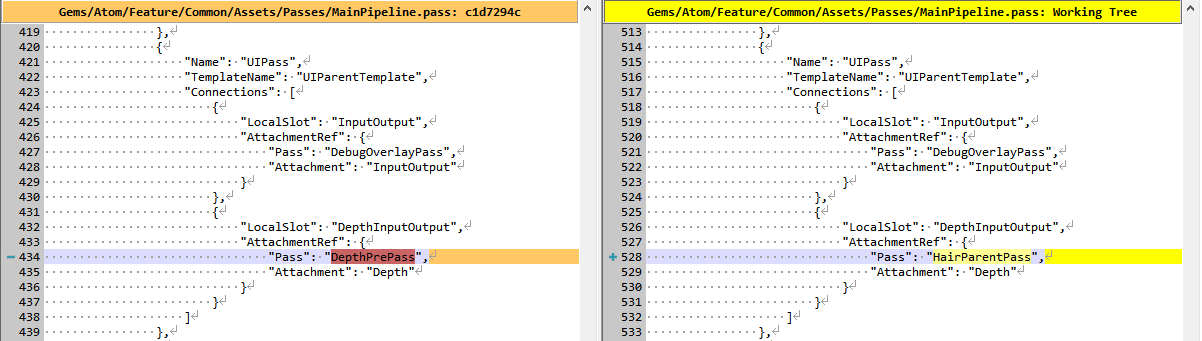 Gems/Atom/Feature/Common/Assets/Passes/MainPipeline.pass: c1d7294c
419 },
420 {
421 "Name": "UIPass",
422 "TemplateName": "UIParentTemplate",
423 "Connections": [
424 {
425 "LocalSlot": "InputOutput",
426 "AttachmentRef": {
427 "Pass": "DebugOverlayPass",
428 "Attachment": "InputOutput"
429 }
430 },
431 {
432 "LocalSlot": "DepthInputOutput",
433 "AttachmentRef": {
434 "Pass": "DepthPrePass",
435 "Attachment": "Depth"
436 }
437 }
438 ]
439 },
Gems/Atom/Feature/Common/Assets/Passes/MainPipeline.pass: Working Tree
513 },
514 {
515 "Name": "UIPass",
516 "TemplateName": "UIParentTemplate",
517 "Connections": [
518 {
519 "LocalSlot": "InputOutput",
520 "AttachmentRef": {
521 "Pass": "DebugOverlayPass",
522 "Attachment": "InputOutput"
523 }
524 },
525 {
526 "LocalSlot": "DepthInputOutput",
527 "AttachmentRef": {
528 "Pass": "HairParentPass",
529 "Attachment": "Depth"
530 }
531 }
532 ]
533 },